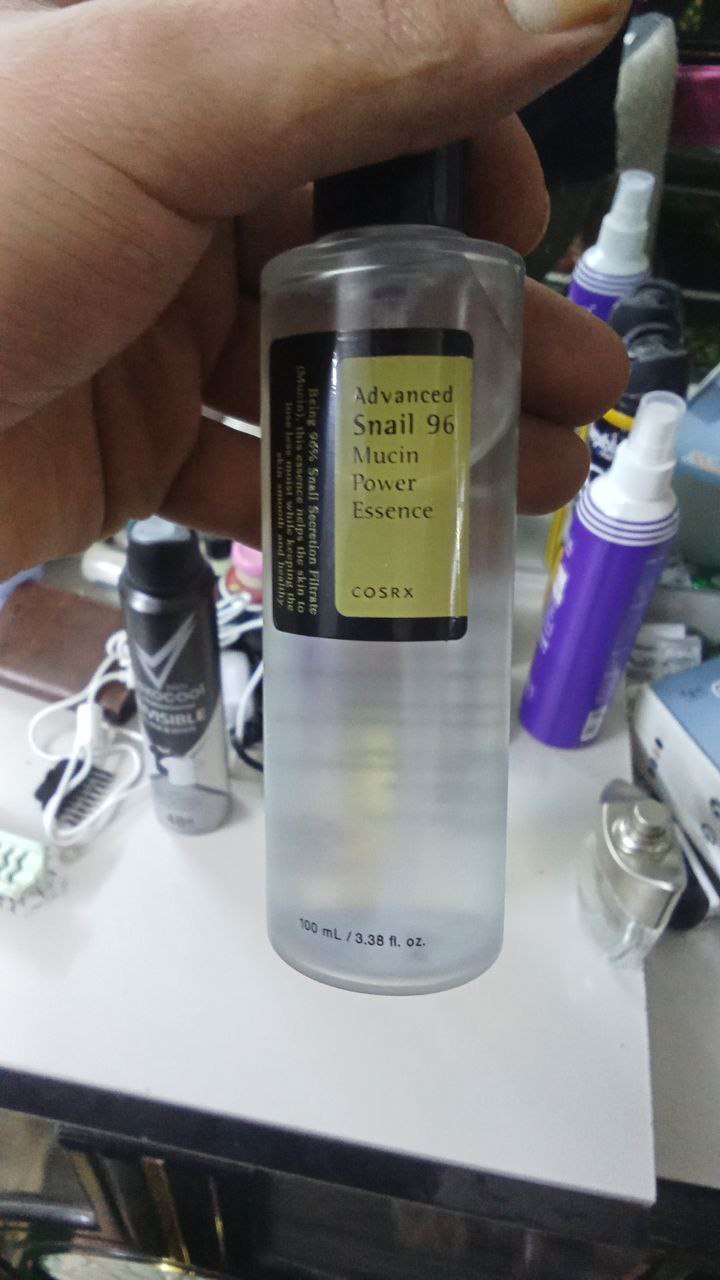 Advanced
Snail 96
Mucin
Power
Essence
COSRX
Being 96% Snail Secretion Filtrate
(Mucin), this essence helps the skin to
lose less moist while keeping the
skin smooth and healthy.
100 mL / 3.38 fl. oz.
INVISIBLE